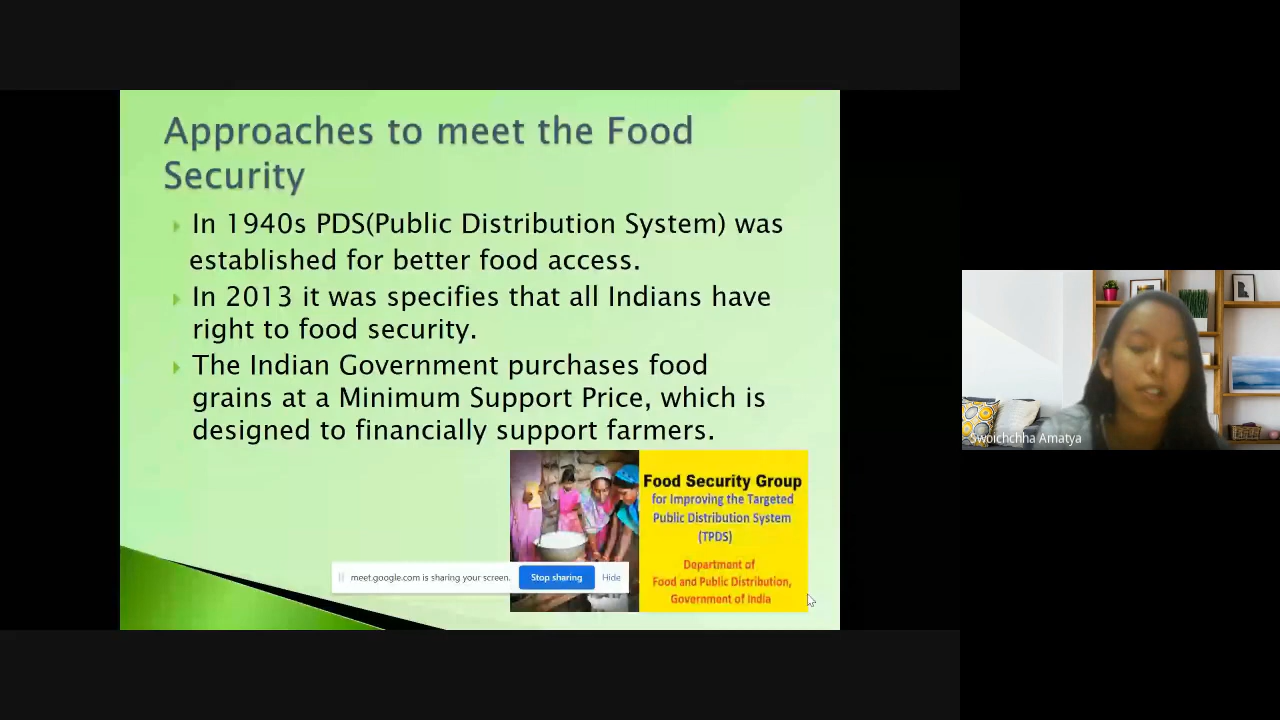 Approaches to meet the Food
Security
In 1940s PDS(Public Distribution System) was
established for better food access.
In 2013 it was specifies that all Indians have
right to food security.
The Indian Government purchases food
grains at a Minimum Support Price, which is
designed to financially support farmers.
Food Security Group
for Improving the Targeted
Public Distribution System
(TPDS)
Department of
Food and Public Distribution,
Government of India
meet.google.com is sharing your screen.
Stop sharing
Hide
Swoichchha Amatya